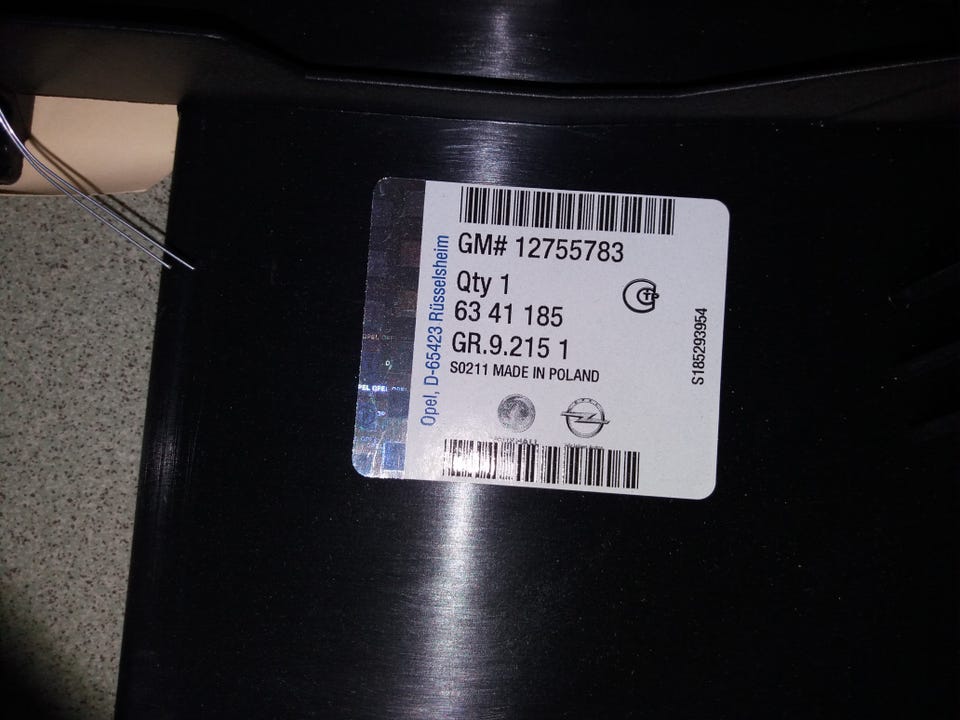 GM# 12755783
Qty 1
63 41 185
GR.9.215 1
S0211 MADE IN POLAND
Opel, D-65423 Rüsselsheim
S185293954